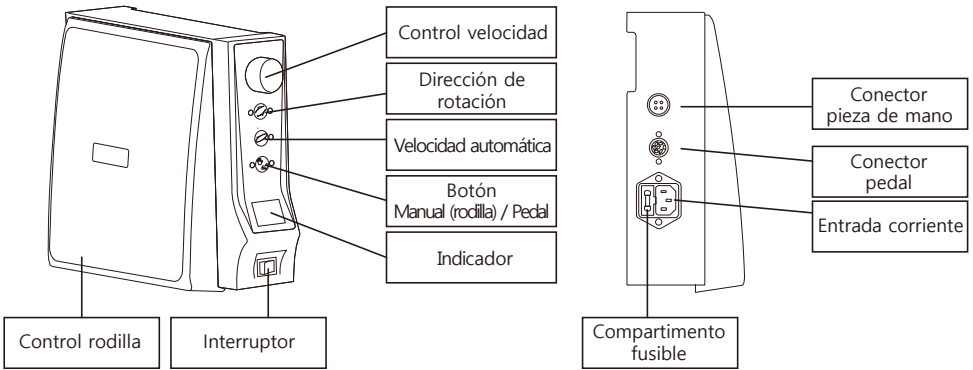 Control velocidad
Dirección de
rotación
Velocidad automática
Botón
Manual (rodilla) / Pedal
Indicador
Control rodilla
Interruptor
Conector
pieza de mano
Conector
pedal
Entrada corriente
Compartimento
fusible